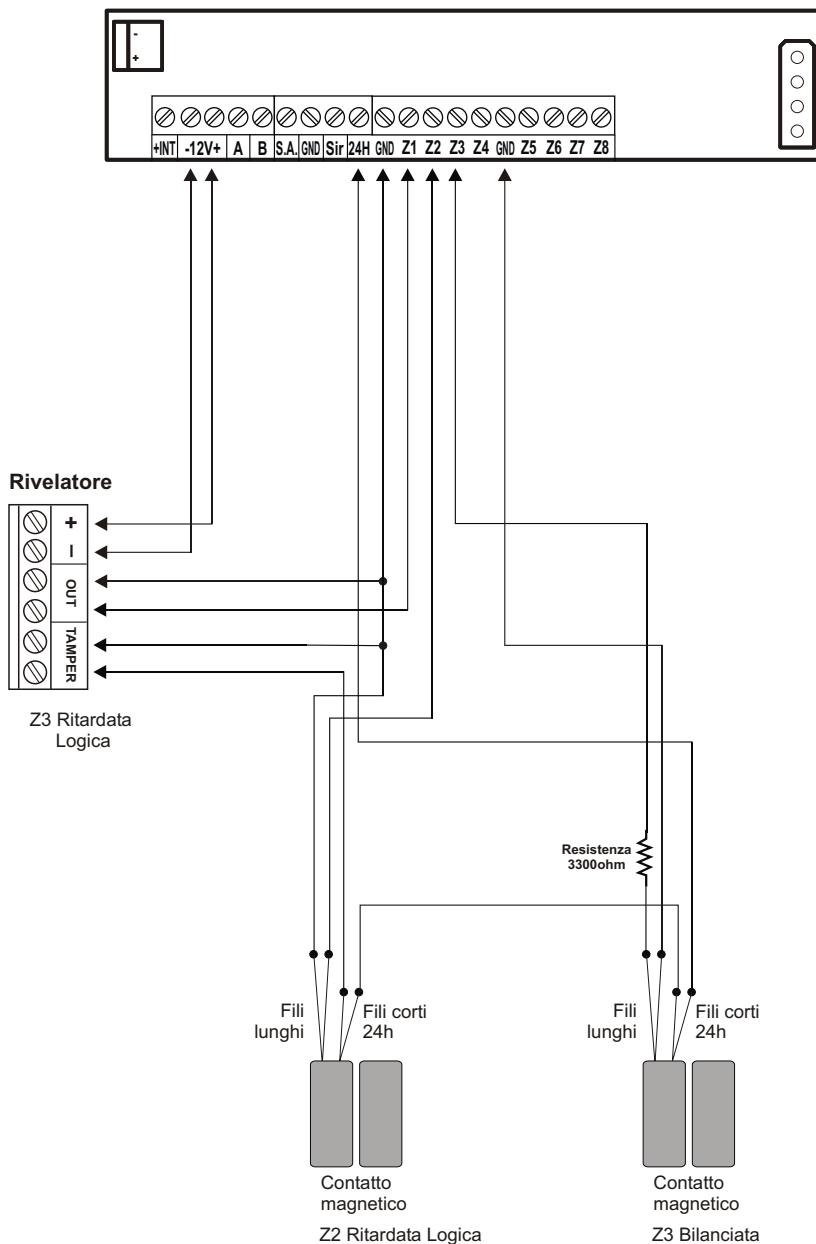 -
+
+INT -12V+ A B S.A. GND Sir 24H GND Z1 Z2 Z3 Z4 GND Z5 Z6 Z7 Z8
Rivelatore
+
−
OUT
TAMPER
Z3 Ritardata
Logica
Resistenza
3300ohm
Fili
lunghi
Fili corti
24h
Fili
lunghi
Fili corti
24h
Contatto
magnetico
Z2 Ritardata Logica
Contatto
magnetico
Z3 Bilanciata